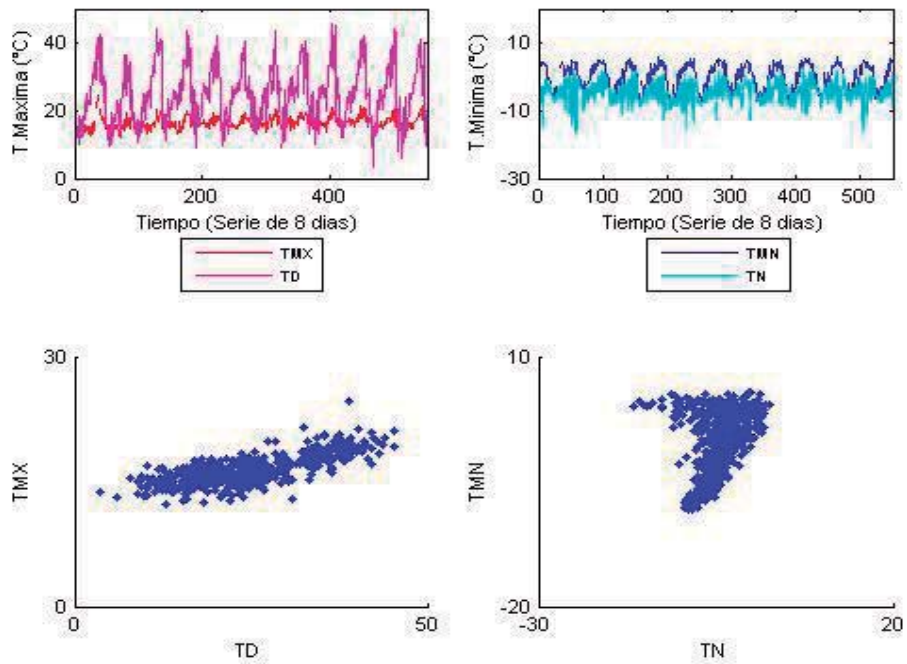 T.Maxima (°C)
40
20
0
0
200
400
Tiempo (Serie de 8 dias)
TMX
TD
T.Minima (°C)
10
-10
-30
0
100
200
300
400
500
Tiempo (Serie de 8 dias)
TMN
TN
TMX
30
0
0
50
TD
TMN
10
-20
-30
20
TN